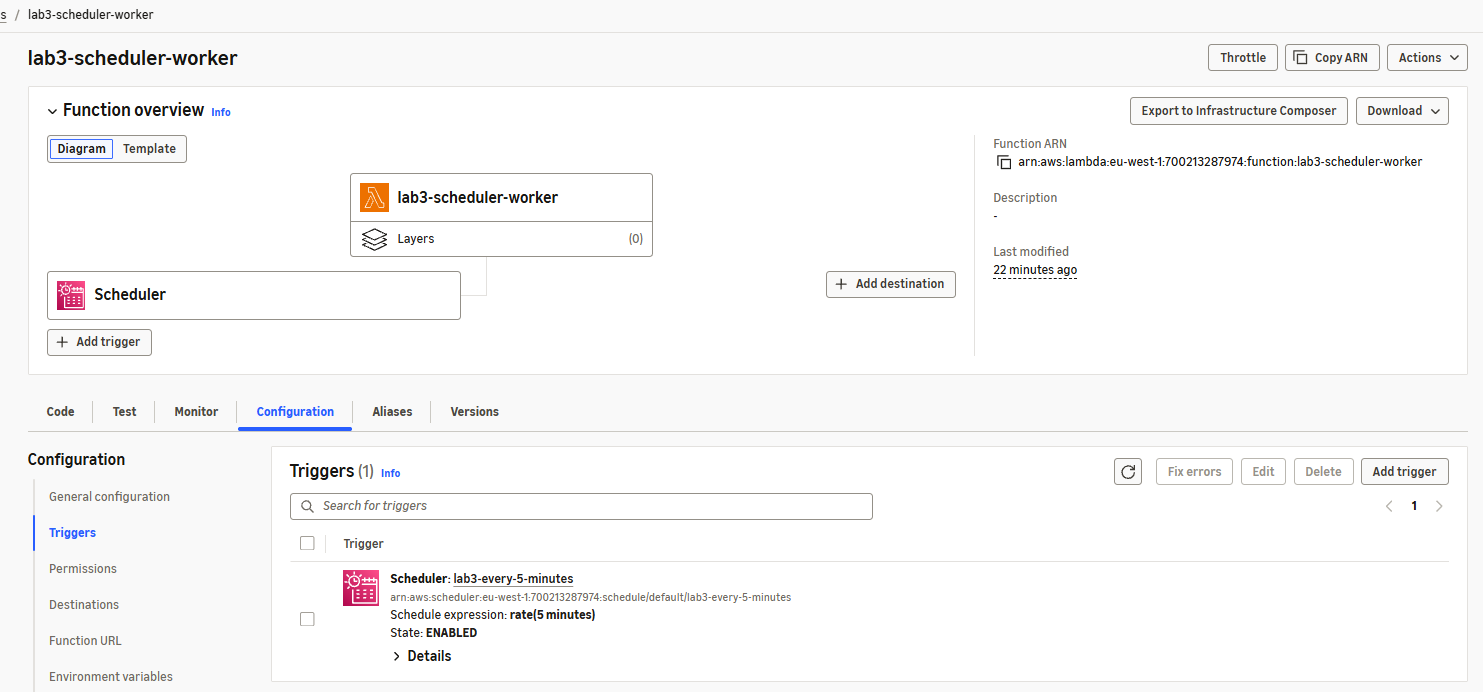 s / lab3-scheduler-worker
lab3-scheduler-worker
Throttle
Copy ARN
Actions
Function overview Info
Export to Infrastructure Composer
Download
Diagram
Template
lab3-scheduler-worker
Layers (0)
Scheduler
+ Add trigger
+ Add destination
Function ARN
arn:aws:lambda:eu-west-1:700213287974:function:lab3-scheduler-worker
Description
-
Last modified
22 minutes ago
Code
Test
Monitor
Configuration
Aliases
Versions
Configuration
General configuration
Triggers
Permissions
Destinations
Function URL
Environment variables
Triggers (1) Info
Fix errors
Edit
Delete
Add trigger
Search for triggers
1
Trigger
Scheduler: lab3-every-5-minutes
arn:aws:scheduler:eu-west-1:700213287974:schedule/default/lab3-every-5-minutes
Schedule expression: rate(5 minutes)
State: ENABLED
Details